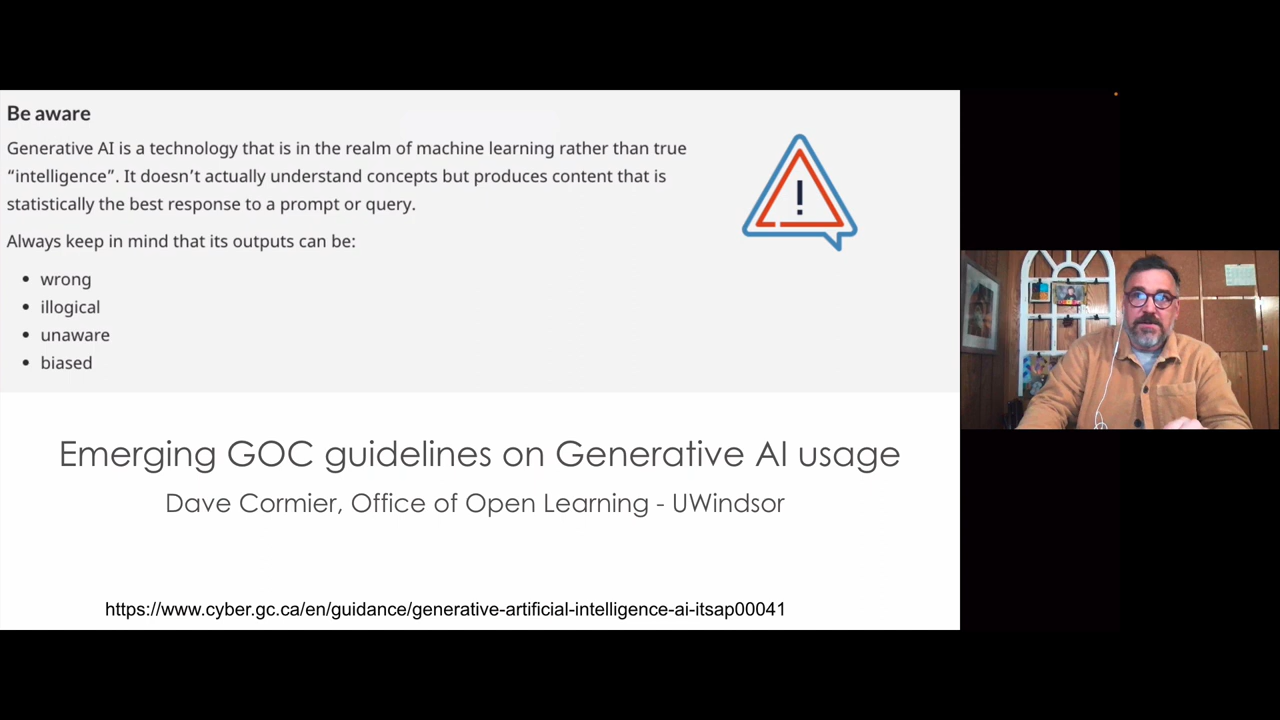 Be aware
Generative AI is a technology that is in the realm of machine learning rather than true
“intelligence”. It doesn’t actually understand concepts but produces content that is
statistically the best response to a prompt or query.
Always keep in mind that its outputs can be:
• wrong
• illogical
• unaware
• biased
!
Emerging GOC guidelines on Generative AI usage
Dave Cormier, Office of Open Learning - UWindsor
https://www.cyber.gc.ca/en/guidance/generative-artificial-intelligence-ai-itsap00041